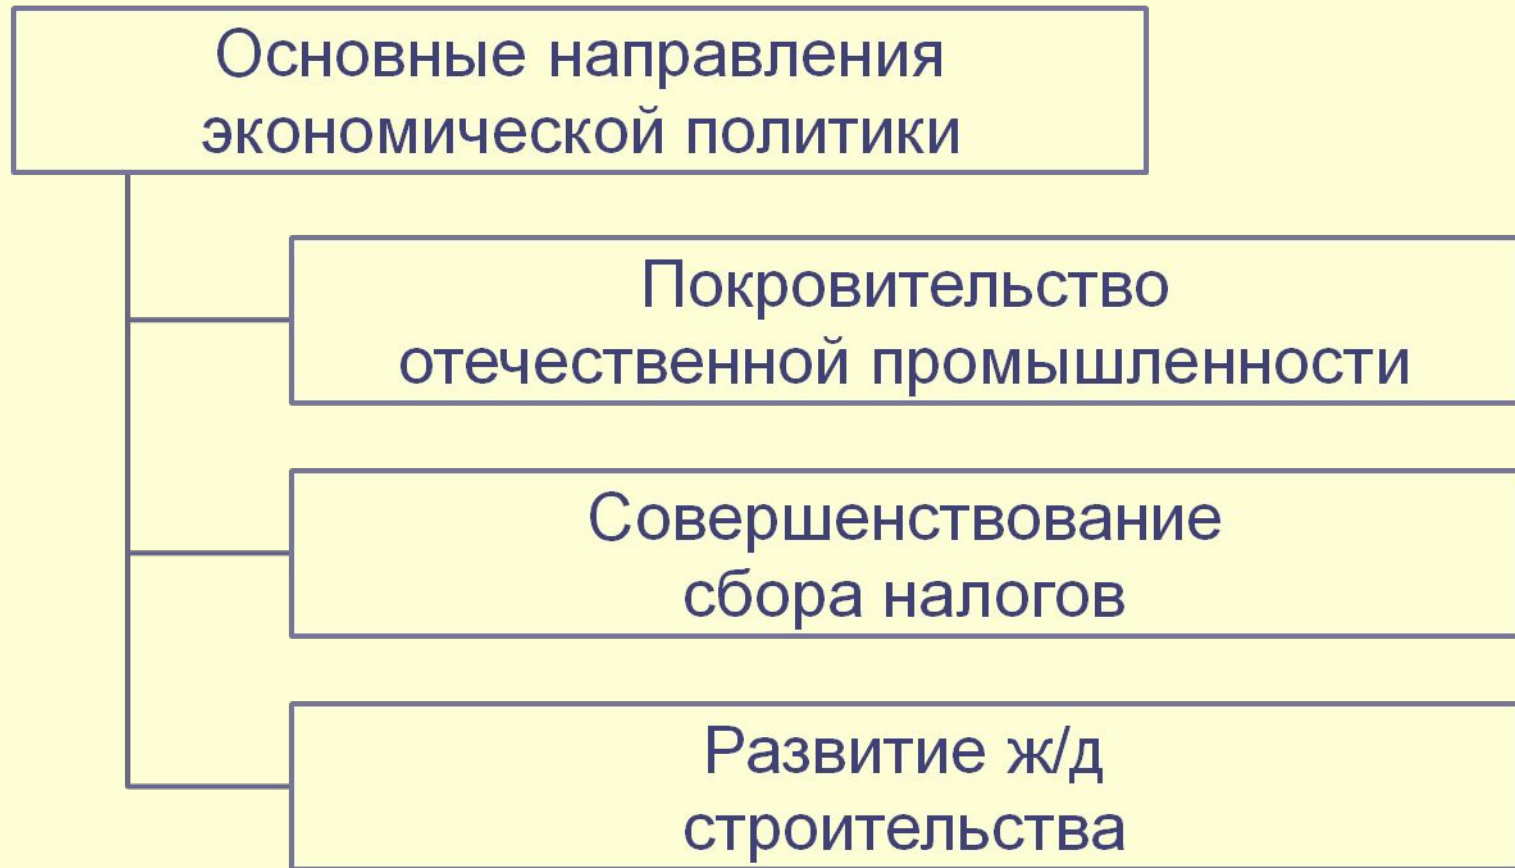 Основные направления
экономической политики
Покровительство
отечественной промышленности
Совершенствование
сбора налогов
Развитие ж/д
строительства